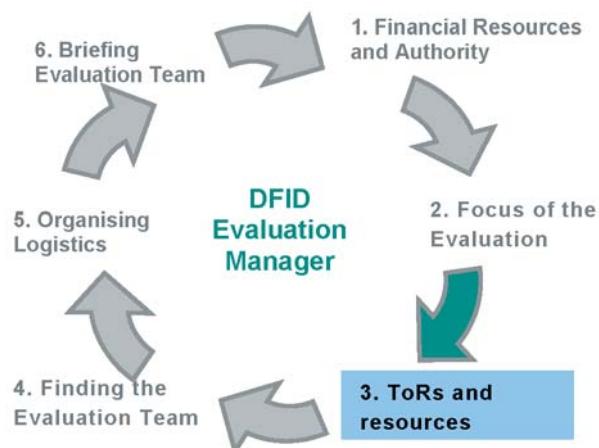 1. Financial Resources
and Authority
2. Focus of the
Evaluation
3. ToRs and
resources
4. Finding the
Evaluation Team
5. Organising
Logistics
6. Briefing
Evaluation Team
DFID
Evaluation
Manager